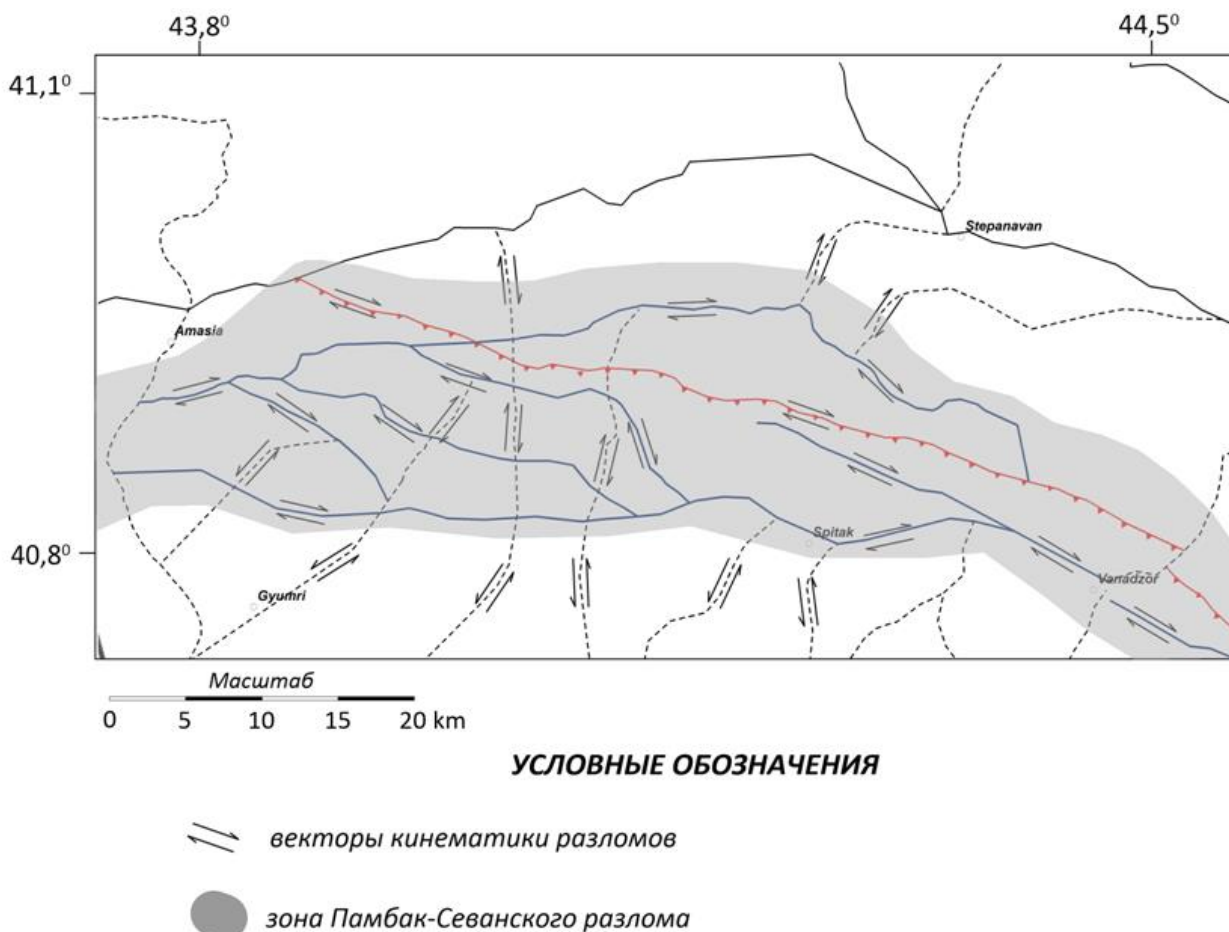 43,8⁰ 44,5⁰
41,1⁰
Stepanavan
Amasia
40,8⁰
Spitak
Vanadzor
Gyumri
Масштаб
0 5 10 15 20 km
УСЛОВНЫЕ ОБОЗНАЧЕНИЯ
векторы кинематики разломов
зона Памбак-Севанского разлома